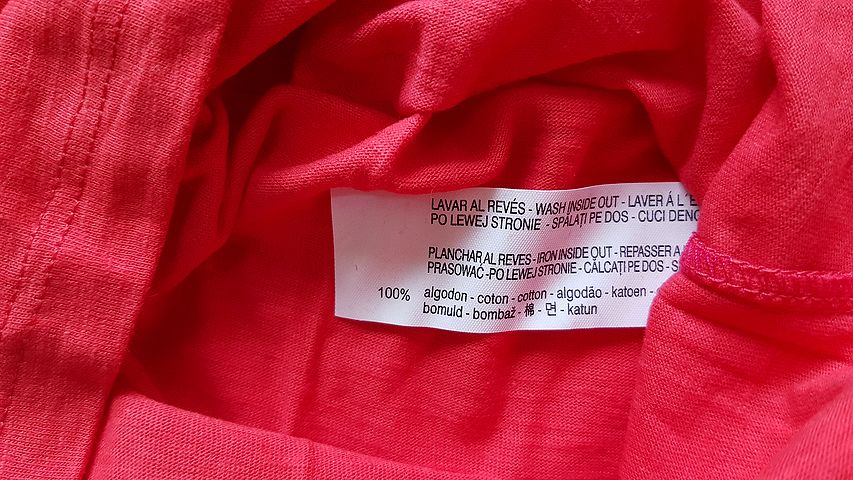 LAVAR AL REVÉS - WASH INSIDE OUT - LAVER Á L´E
PO LEWEJ STRONIE - SPĂLAȚI PE DOS - CUCI DENG
PLANCHAR AL REVES - IRON INSIDE OUT - REPASSER A
PRASOWAĆ -PO LEWEJ STRONIE - CĂLCAȚI PE DOS - S
100% algodon - coton - cotton - algodão - katoen -
bomuld - bombaž - 棉 - 면 - katun